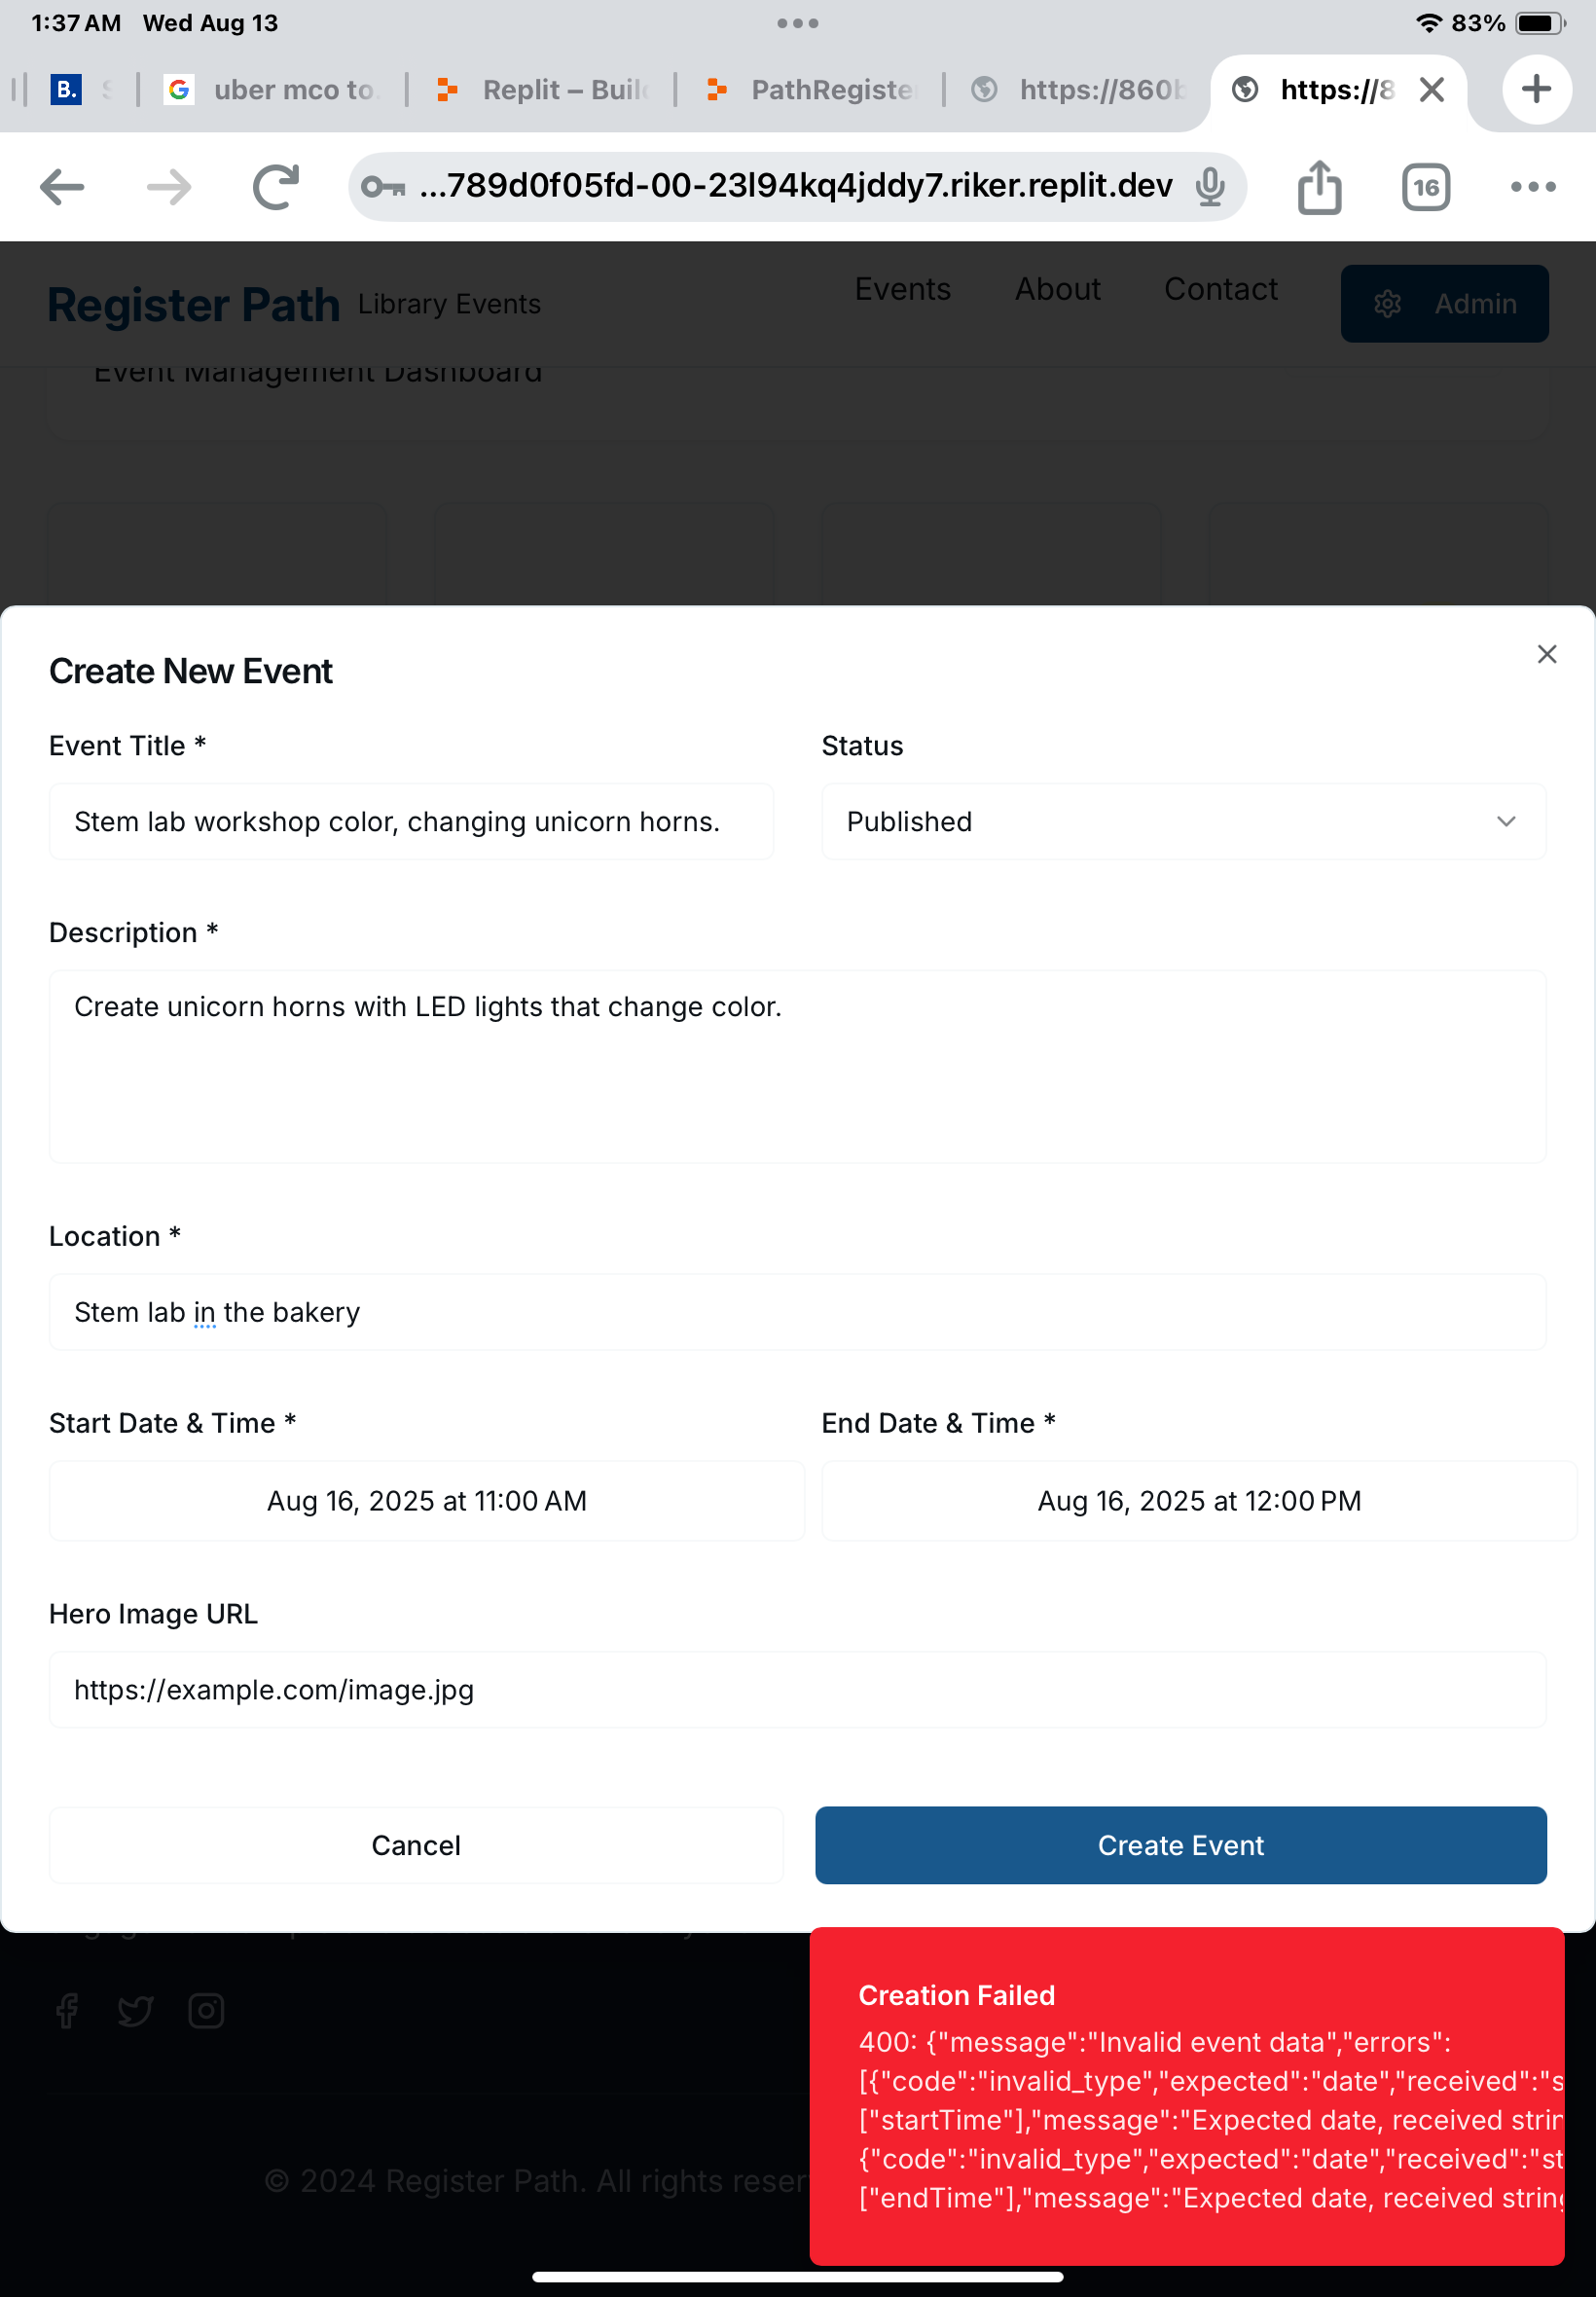 1:37 AM Wed Aug 13
83%
B.
G uber mco to
Replit – Buil
PathRegiste
https://860b
https://8
...789d0f05fd-00-23l94kq4jddy7.riker.replit.dev
16
Register Path Library Events
Events About Contact Admin
Event Management Dashboard
Create New Event
Event Title * Status
Stem lab workshop color, changing unicorn horns. Published
Description *
Create unicorn horns with LED lights that change color.
Location *
Stem lab in the bakery
Start Date & Time * End Date & Time *
Aug 16, 2025 at 11:00 AM Aug 16, 2025 at 12:00 PM
Hero Image URL
https://example.com/image.jpg
Cancel Create Event
Creation Failed
400: {"message":"Invalid event data","errors":
[{"code":"invalid_type","expected":"date","received":"s
["startTime"],"message":"Expected date, received strin
{"code":"invalid_type","expected":"date","received":"st
["endTime"],"message":"Expected date, received string
© 2024 Register Path. All rights reser